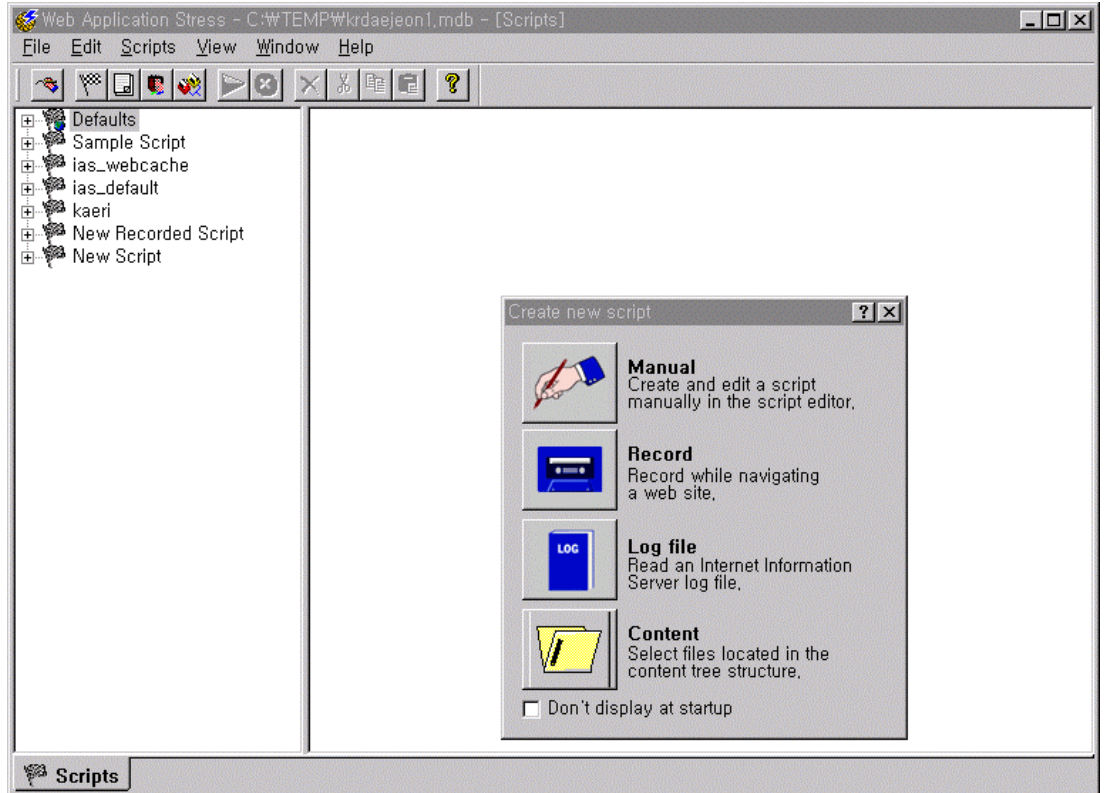 Web Application Stress - C:₩TEMP₩krdaejeon1,mdb - [Scripts]
File Edit Scripts View Window Help
Defaults
Sample Script
ias_webcache
ias_default
kaeri
New Recorded Script
New Script
Create new script
Manual
Create and edit a script
manually in the script editor,
Record
Record while navigating
a web site,
LOG
Log file
Read an Internet Information
Server log file,
Content
Select files located in the
content tree structure,
Don't display at startup
Scripts